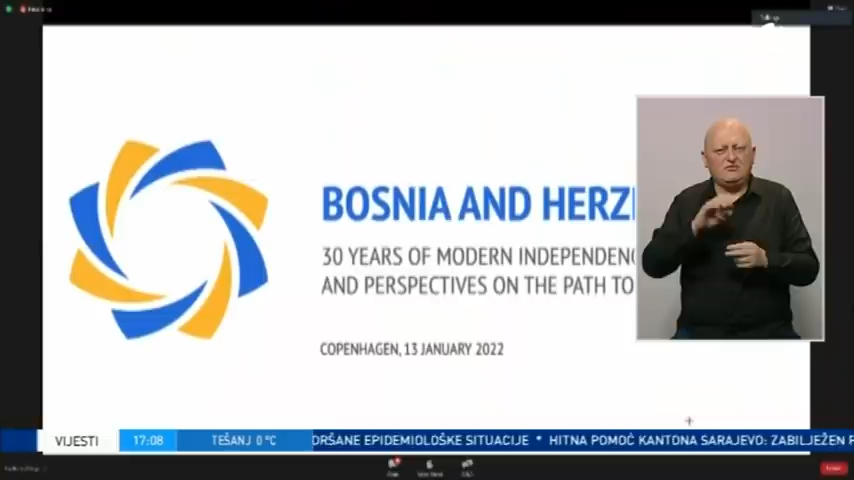 BOSNIA AND HERZ
30 YEARS OF MODERN INDEPENDENC
AND PERSPECTIVES ON THE PATH TO
COPENHAGEN, 13 JANUARY 2022
VIJESTI 17:08 TEŠANJ 0 °C DRŠANE EPIDEMIOLOŠKE SITUACIJE * HITNA POMOĆ KANTONA SARAJEVO: ZABILJEŽEN P